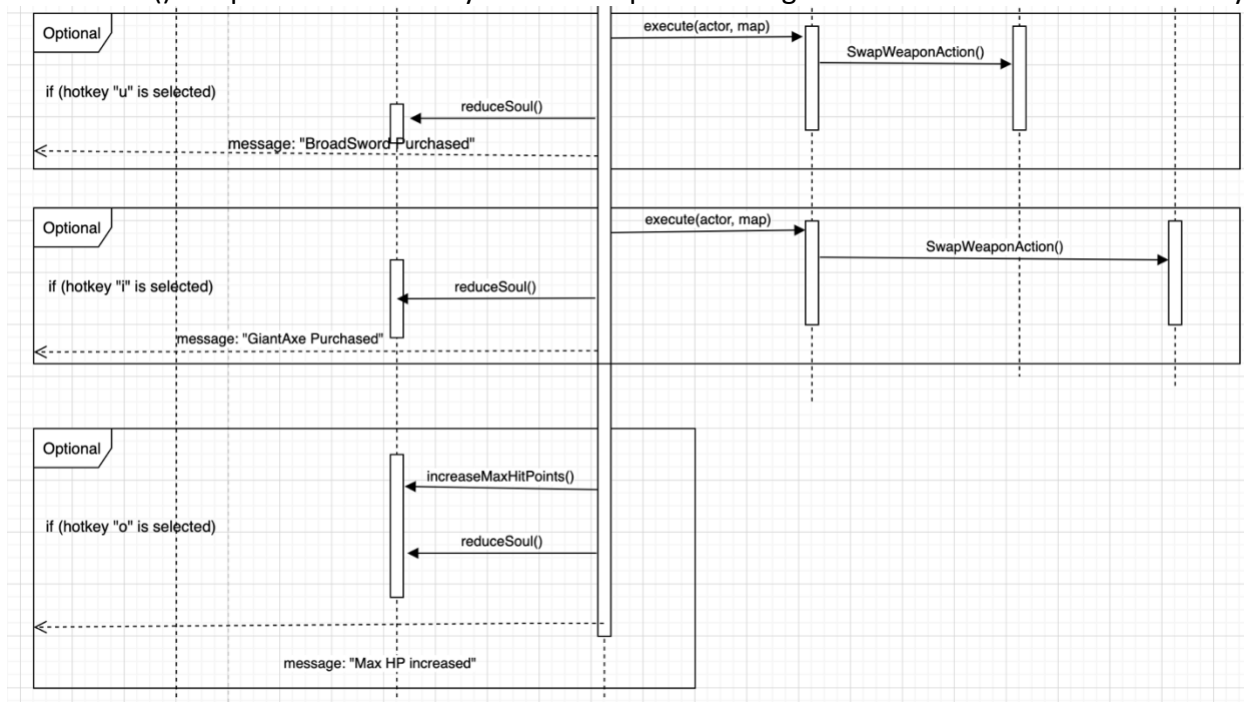 Optional
execute(actor, map)
SwapWeaponAction()
if (hotkey "u" is selected)
reduceSoul()
message: "BroadSword Purchased"
Optional
execute(actor, map)
SwapWeaponAction()
if (hotkey "i" is selected)
reduceSoul()
message: "GiantAxe Purchased"
Optional
increaseMaxHitPoints()
if (hotkey "o" is selected)
reduceSoul()
message: "Max HP increased"